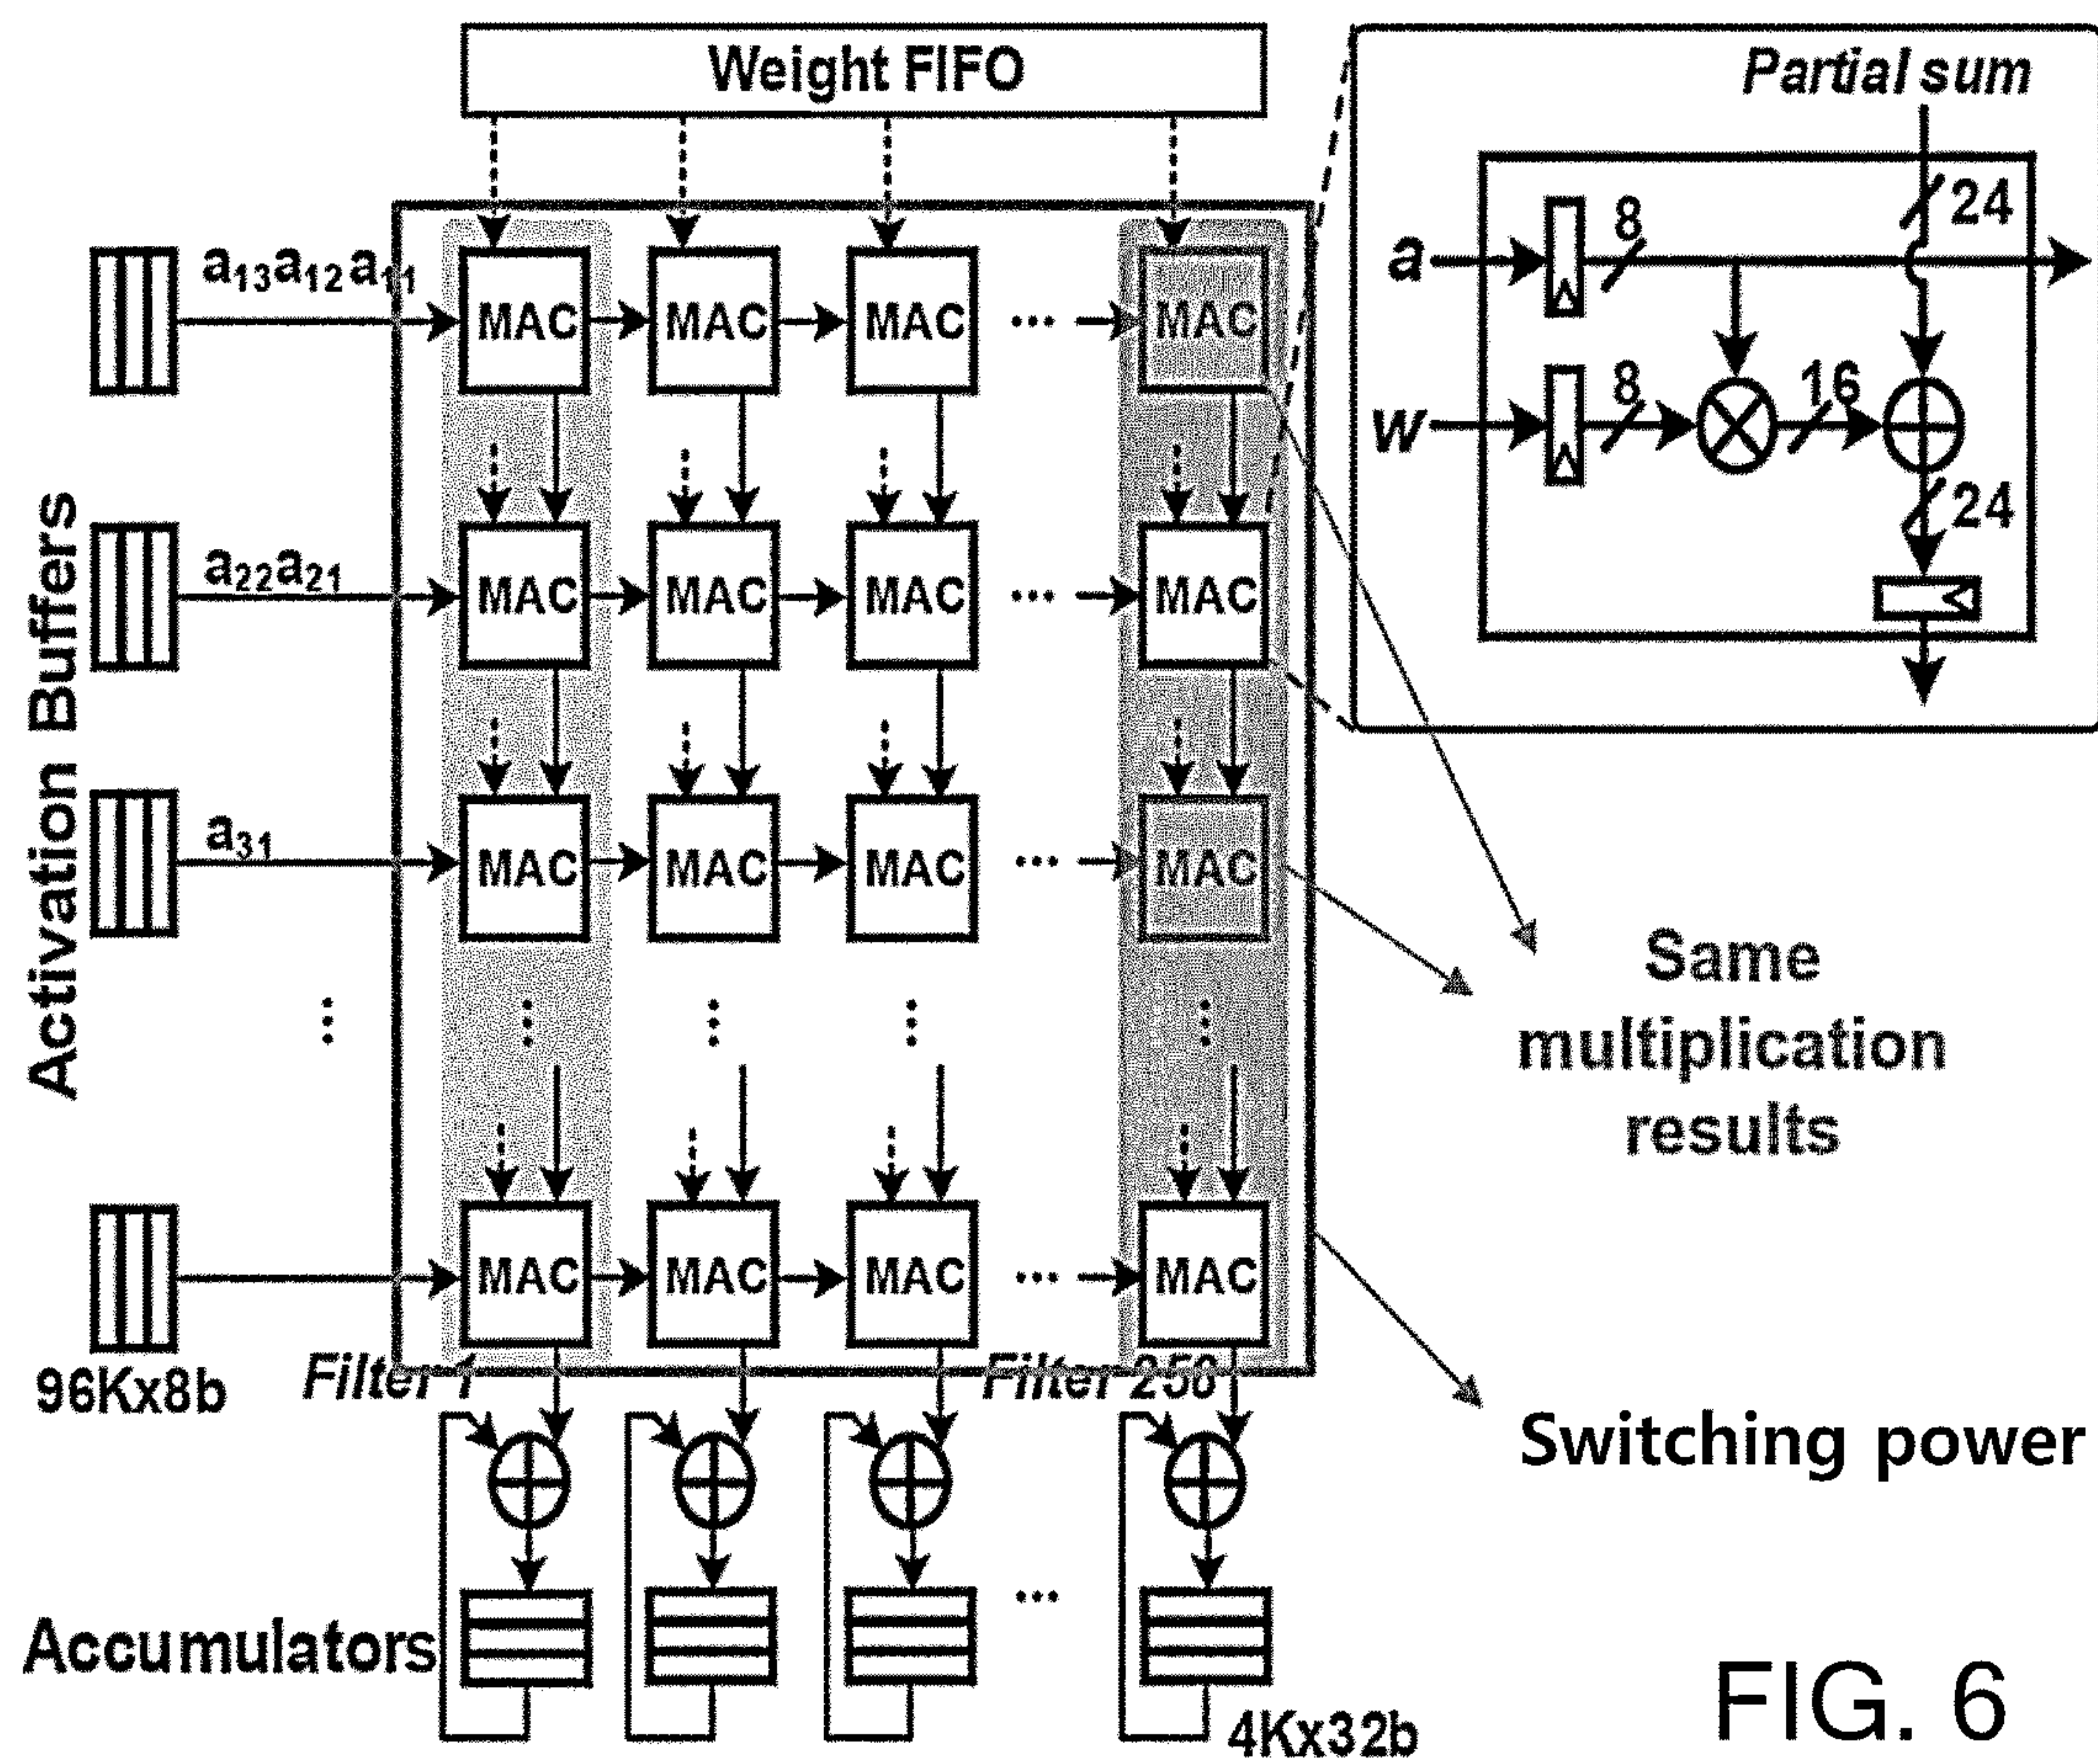 Weight FIFO
Partial sum
24
8
a
a13a12a11
MAC MAC MAC ... MAC
8
16
w
24
Activation Buffers
a22a21
MAC MAC MAC ... MAC
a31
MAC MAC MAC ... MAC
Same
multiplication
results
MAC MAC MAC ... MAC
96Kx8b
Filter 1
Switching power
Accumulators
...
4Kx32b
FIG. 6